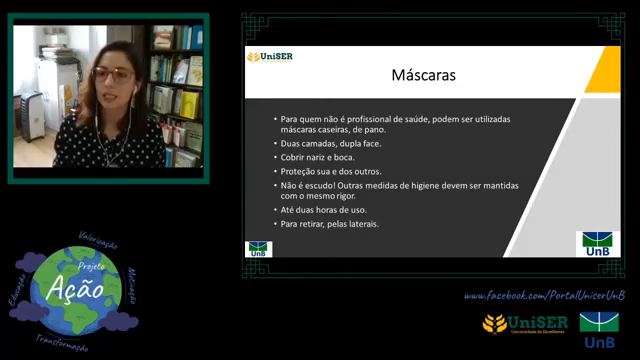 UniSER
Máscaras
• Para quem não é profissional de saúde, podem ser utilizadas
máscaras caseiras, de pano.
• Duas camadas, dupla face.
• Cobrir nariz e boca.
• Proteção sua e dos outros.
• Não é escudo! Outras medidas de higiene devem ser mantidas
com o mesmo rigor.
• Até duas horas de uso.
• Para retirar, pelas laterais.
UnB
UnB
Valorização
Educação
Projeto
Ação
Motivação
Transformação
www.facebook.com/PortalUniserUnB
UniSER
UnB